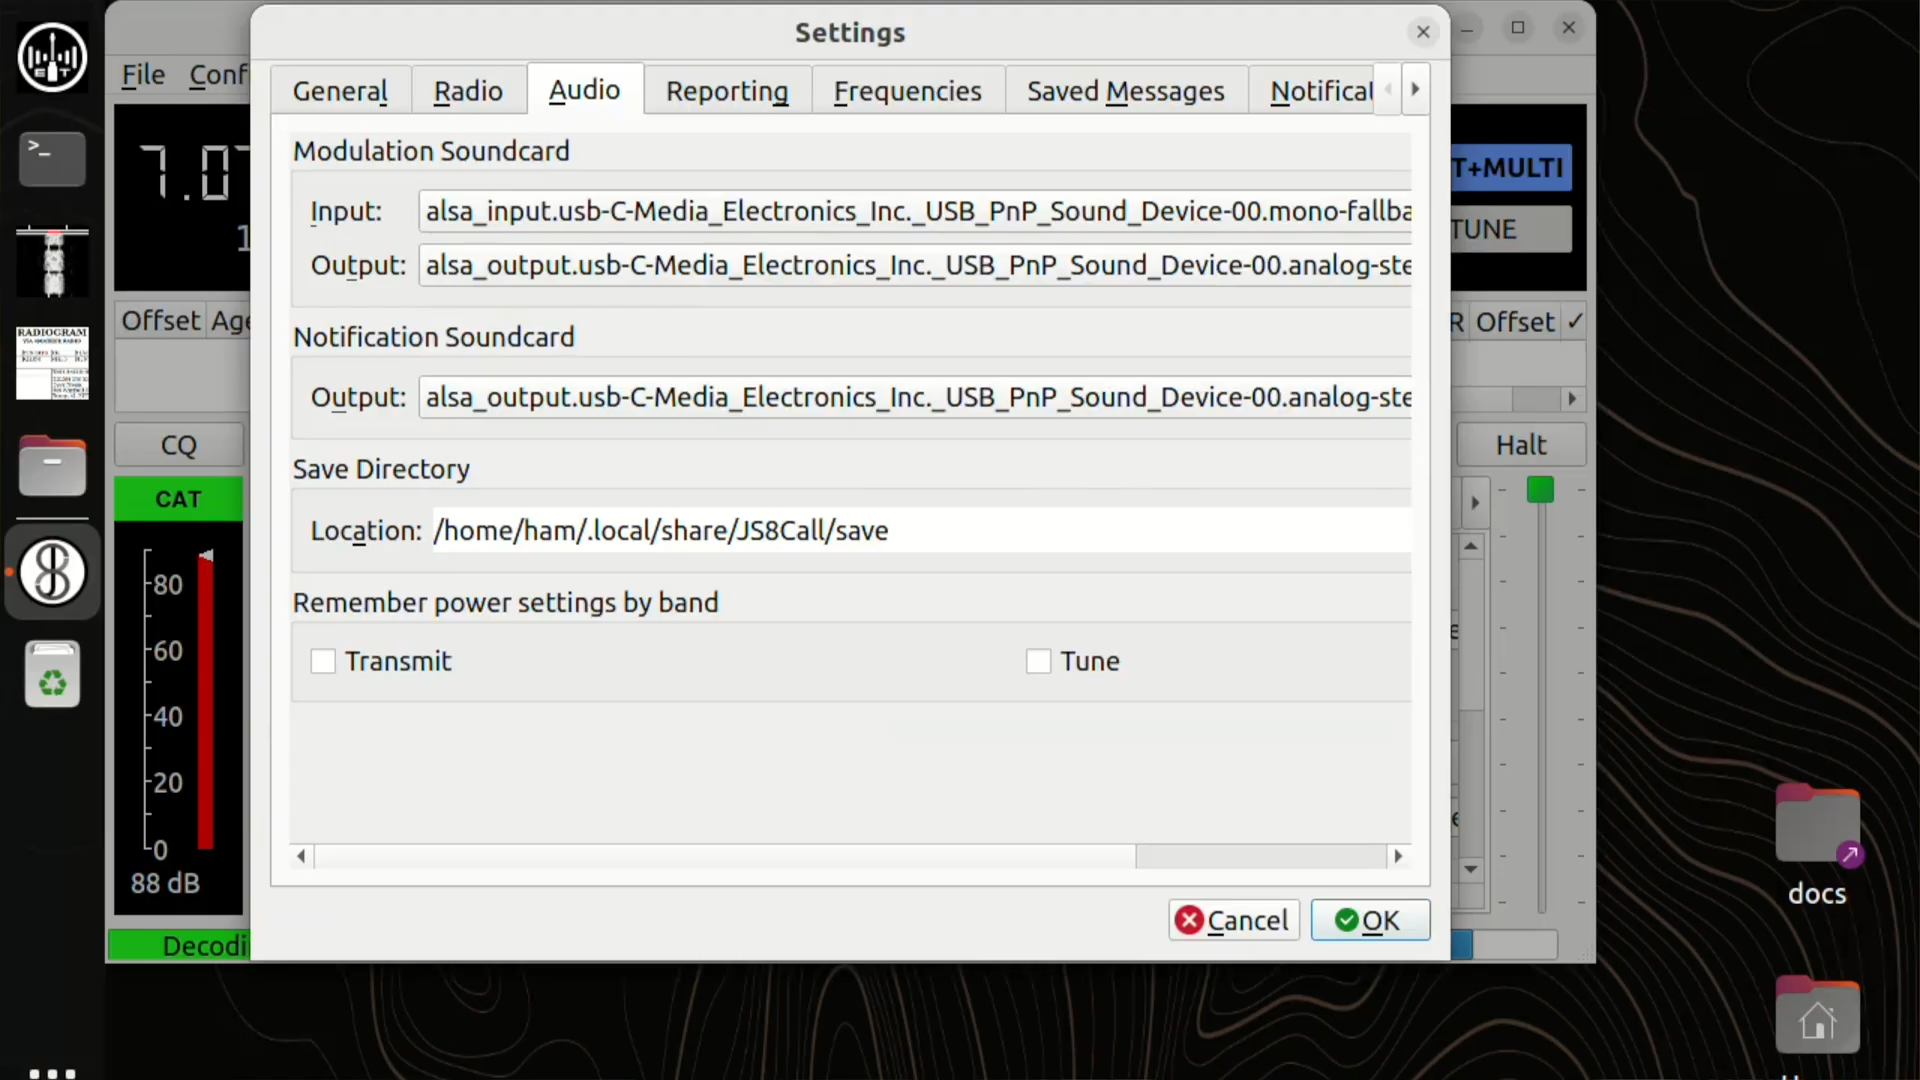 Settings
File Conf
General Radio Audio Reporting Frequencies Saved Messages Notificat
7.07
T+MULTI
TUNE
Modulation Soundcard
Input: alsa_input.usb-C-Media_Electronics_Inc._USB_PnP_Sound_Device-00.mono-fallba
Output: alsa_output.usb-C-Media_Electronics_Inc._USB_PnP_Sound_Device-00.analog-ste
Offset Age
R Offset ✓
Notification Soundcard
Output: alsa_output.usb-C-Media_Electronics_Inc._USB_PnP_Sound_Device-00.analog-ste
RADIOGRAM
CQ
Halt
Save Directory
CAT
Location: /home/ham/.local/share/JS8Call/save
Remember power settings by band
Transmit Tune
80
60
40
20
0
88 dB
Cancel OK
Decodi
docs